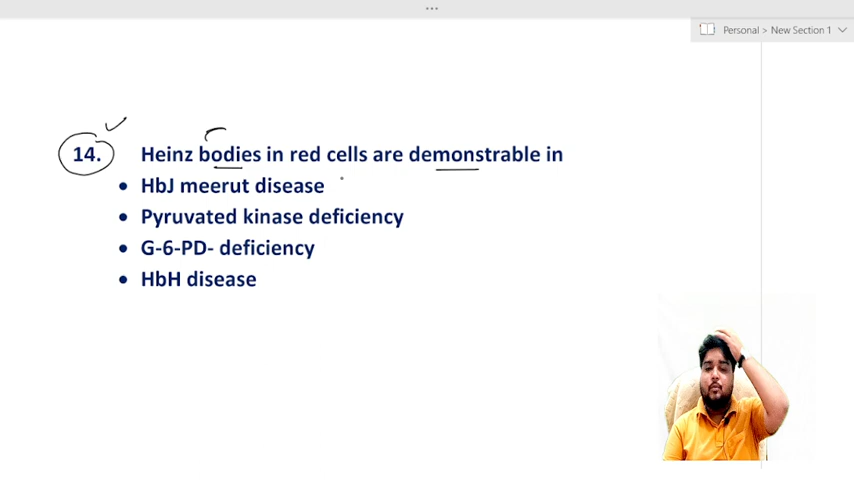 Personal > New Section 1
14. Heinz bodies in red cells are demonstrable in
• HbJ meerut disease
• Pyruvated kinase deficiency
• G-6-PD- deficiency
• HbH disease